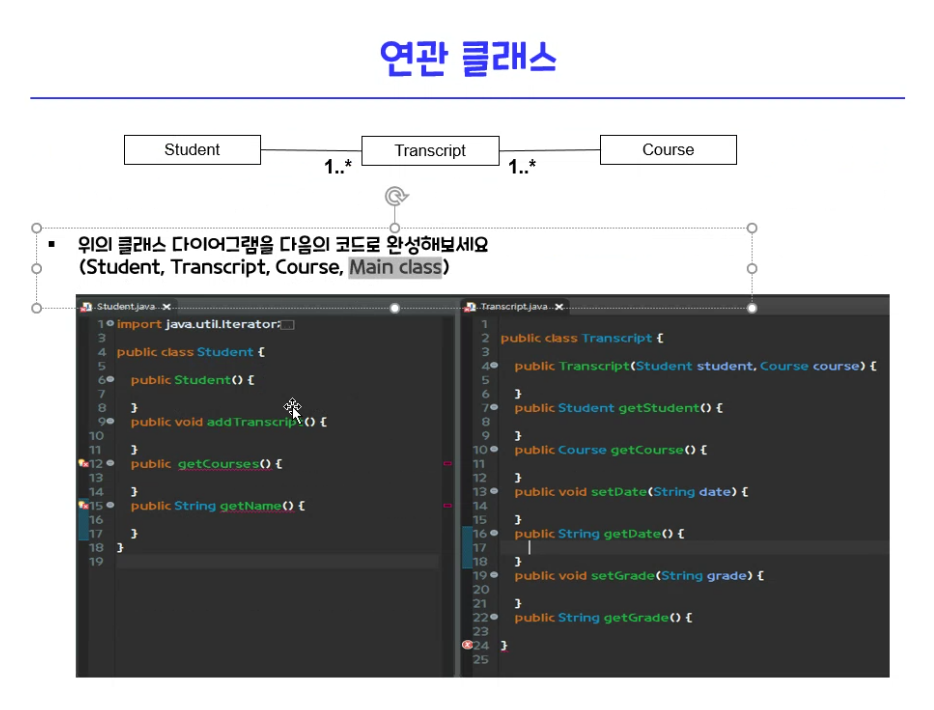 연관 클래스
Student
Transcript
Course
1..*
1..*
▪ 위의 클래스 다이어그램을 다음의 코드로 완성해보세요
(Student, Transcript, Course, Main class)
Student.java
1 import java.util.Iterator;
3
4 public class Student {
5
6 public Student() {
7
8 }
9 public void addTranscript() {
10
11 }
12 public getCourses() {
13
14 }
15 public String getName() {
16
17 }
18 }
19
Transcript.java
1
2 public class Transcript {
3
4 public Transcript(Student student, Course course) {
5
6 }
7 public Student getStudent() {
8
9 }
10 public Course getCourse() {
11
12 }
13 public void setDate(String date) {
14
15 }
16 public String getDate() {
17
18 }
19 public void setGrade(String grade) {
20
21 }
22 public String getGrade() {
23
24 }
25